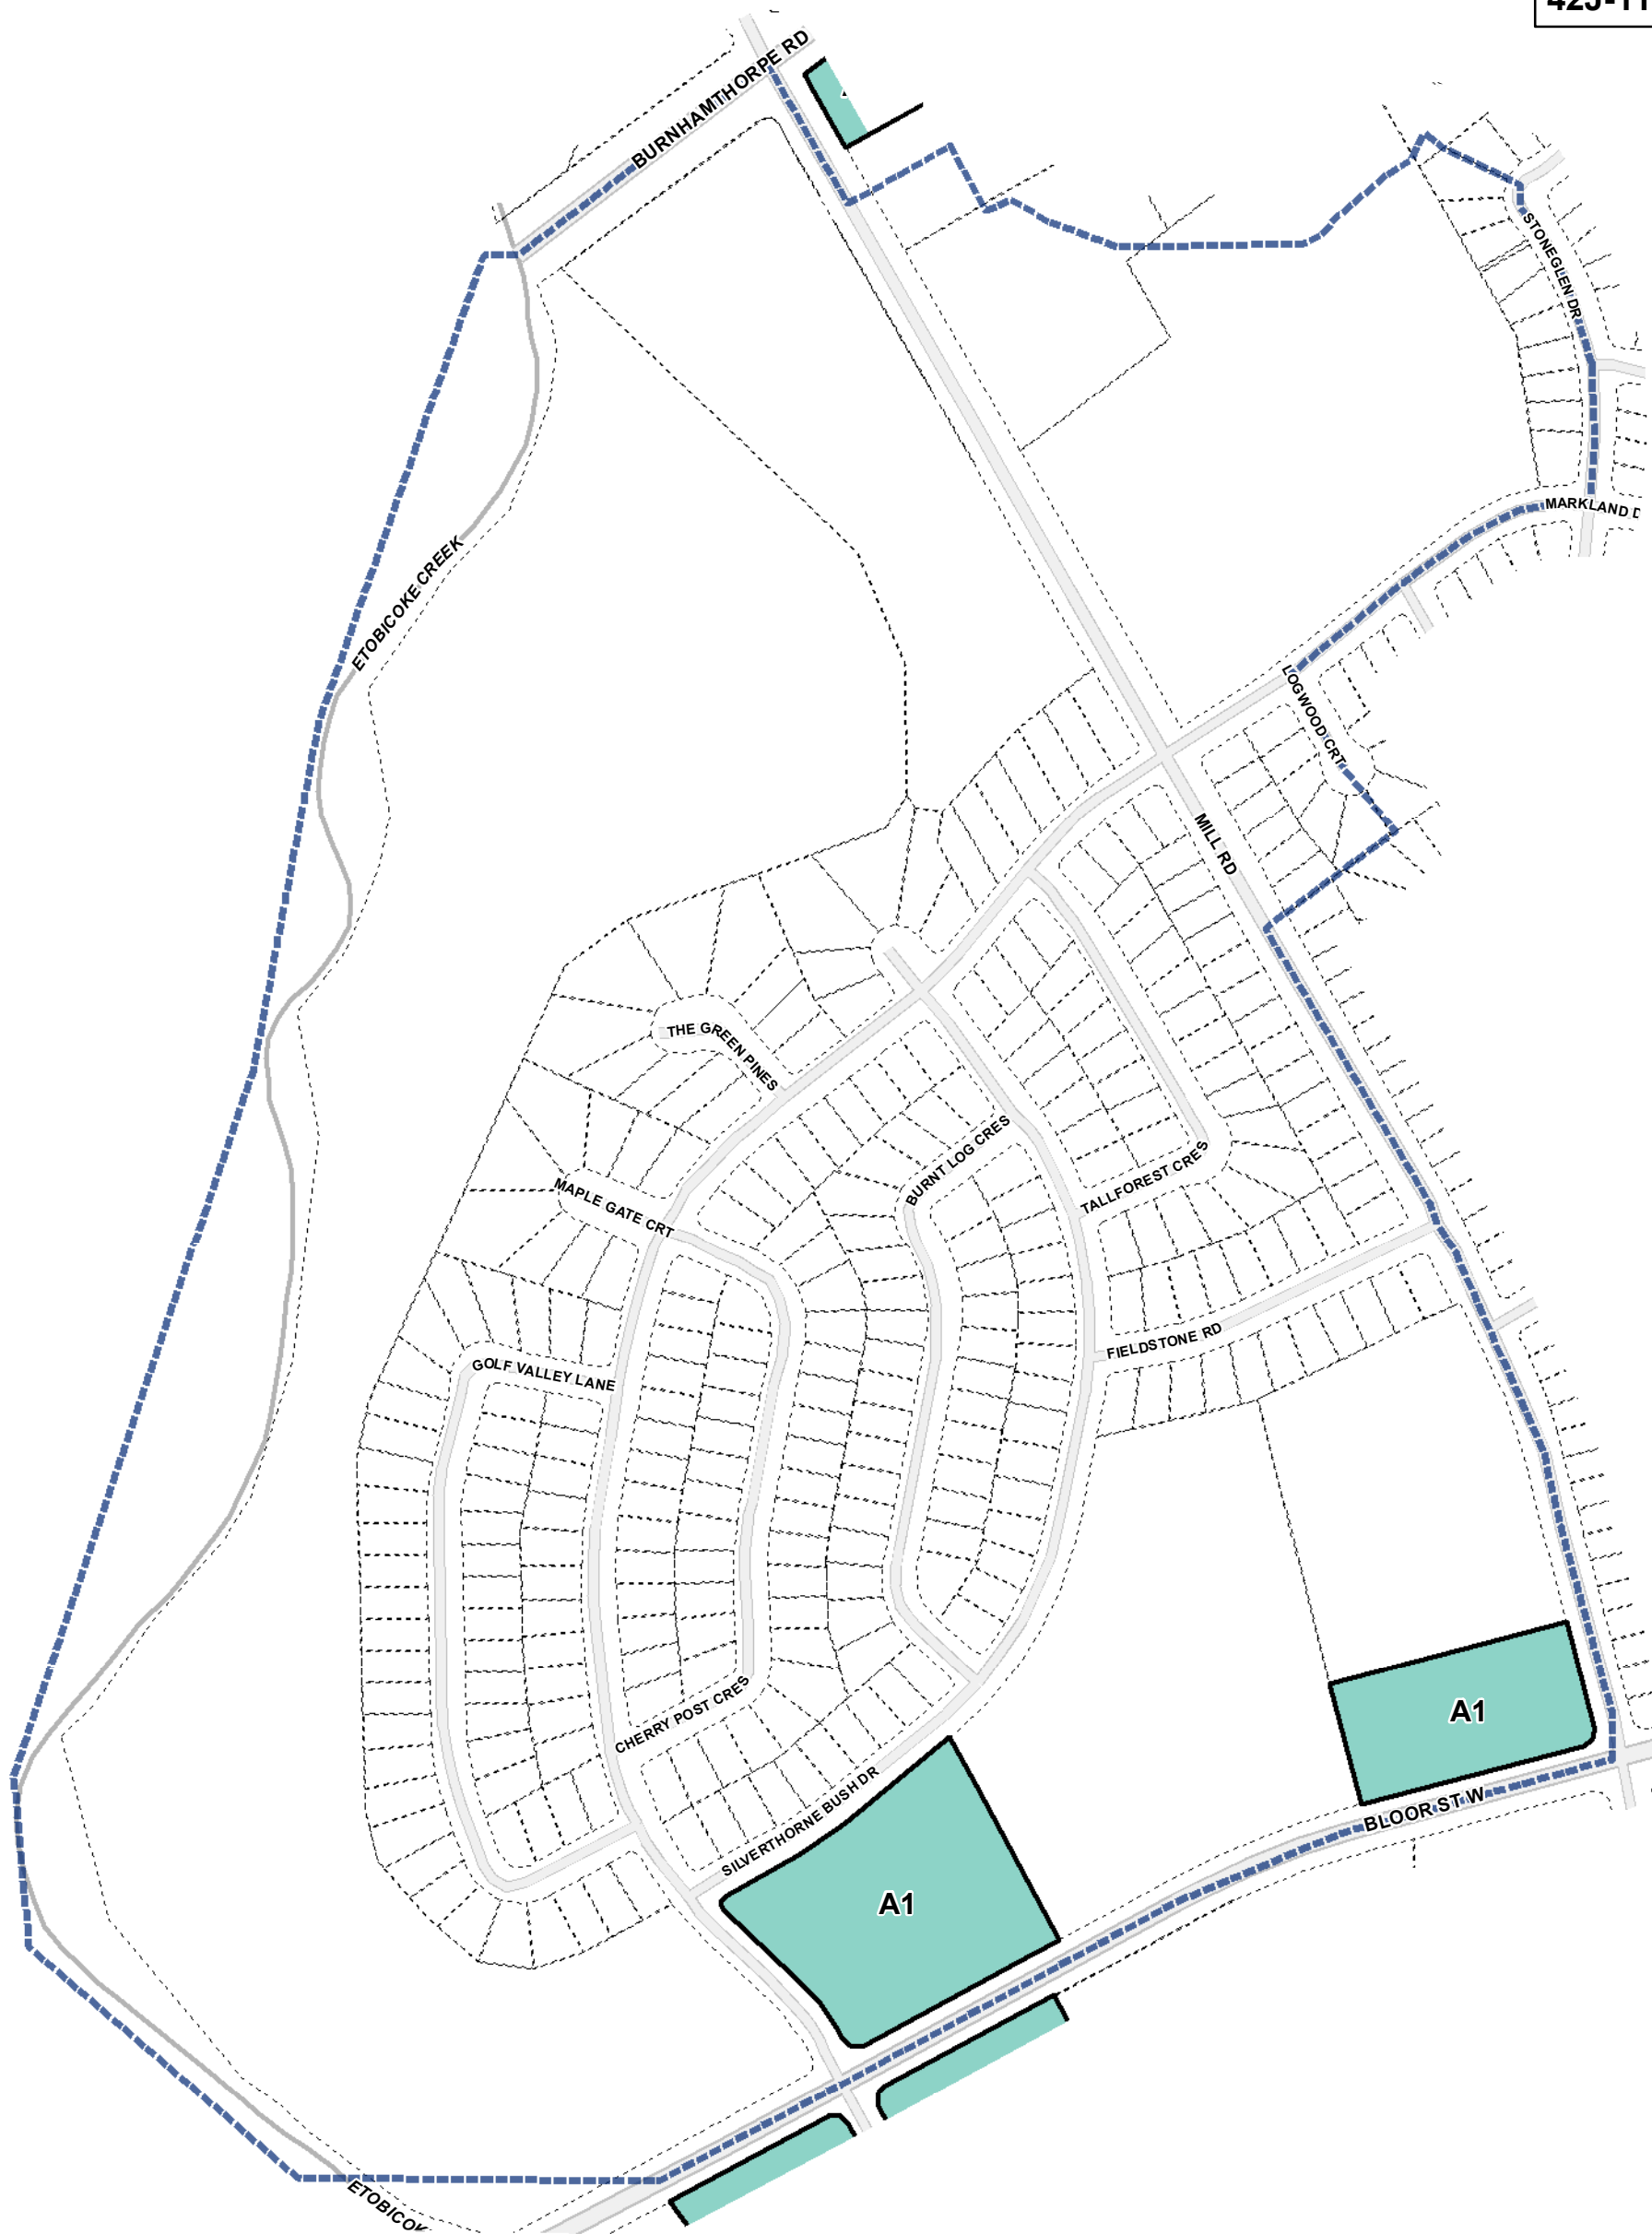 BURNHAMTHORPE RD
STONEGLEN DR
MARKLAND D
ETOBICOKE CREEK
LOGWOOD CRT
MILL RD
THE GREEN PINES
BURNT LOG CRES
TALLFOREST CRES
MAPLE GATE CRT
FIELDSTONE RD
GOLF VALLEY LANE
CHERRY POST CRES
A1
SILVERTHORNE BUSH DR
BLOOR ST W
A1
ETOBICOK